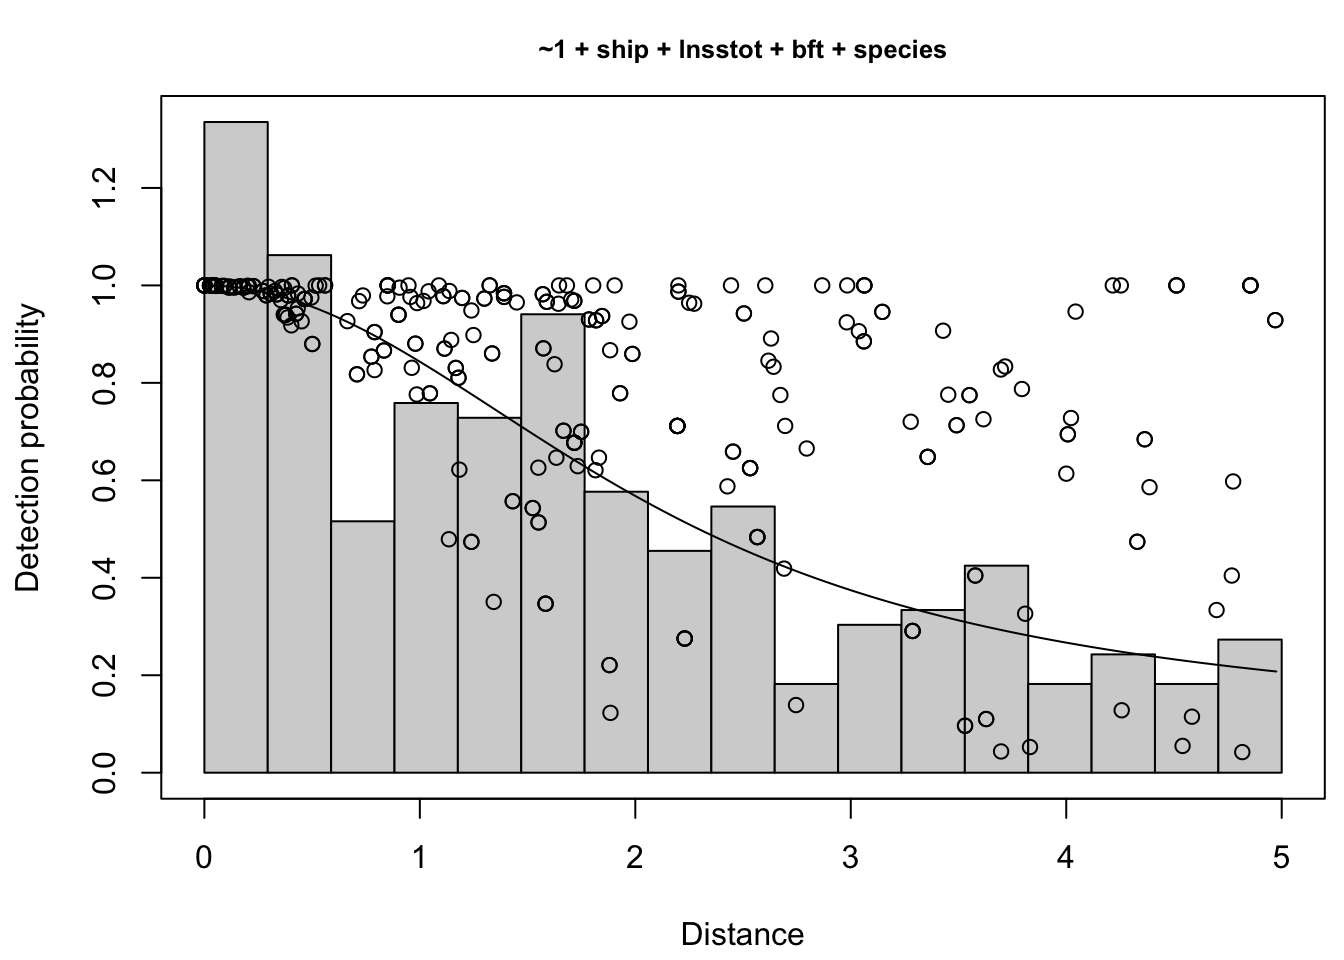 ~1 + ship + lnsstot + bft + species
Detection probability
0.0
0.2
0.4
0.6
0.8
1.0
1.2
0 1 2 3 4 5
Distance